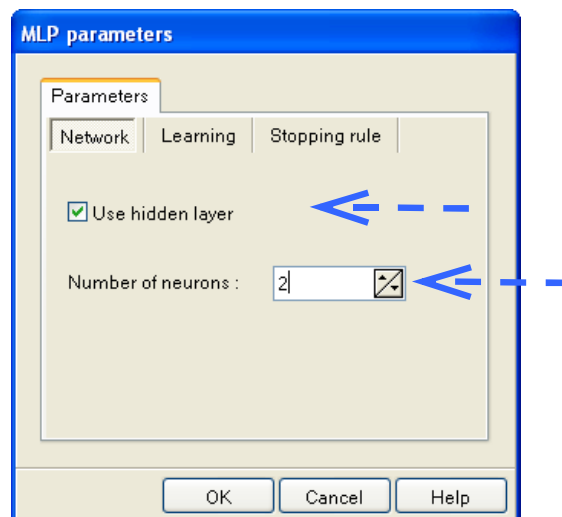 MLP parameters
Parameters
Network Learning Stopping rule
Use hidden layer
Number of neurons : 2
OK Cancel Help